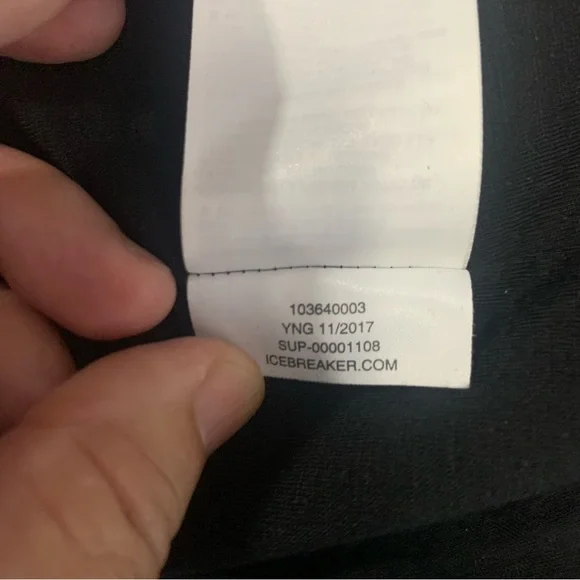 103640003
YNG 11/2017
SUP-00001108
ICEBREAKER.COM